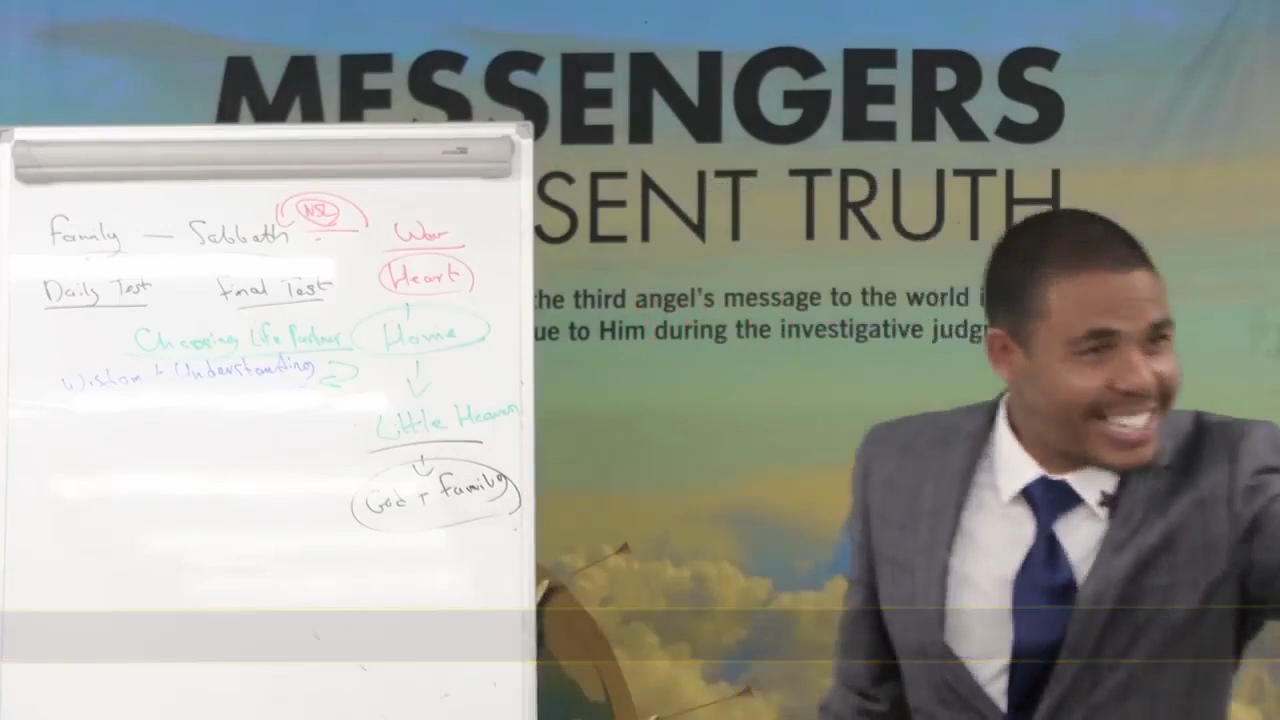 MESSENGERS
SENT TRUTH
the third angel's message to the world i
ue to Him during the investigative judg
NSL
Family — Sabbath
War
Daily Test
Final Test
Heart
Choosing Life Partner
Home
Wisdom + Understanding
Little Heaven
God + Family